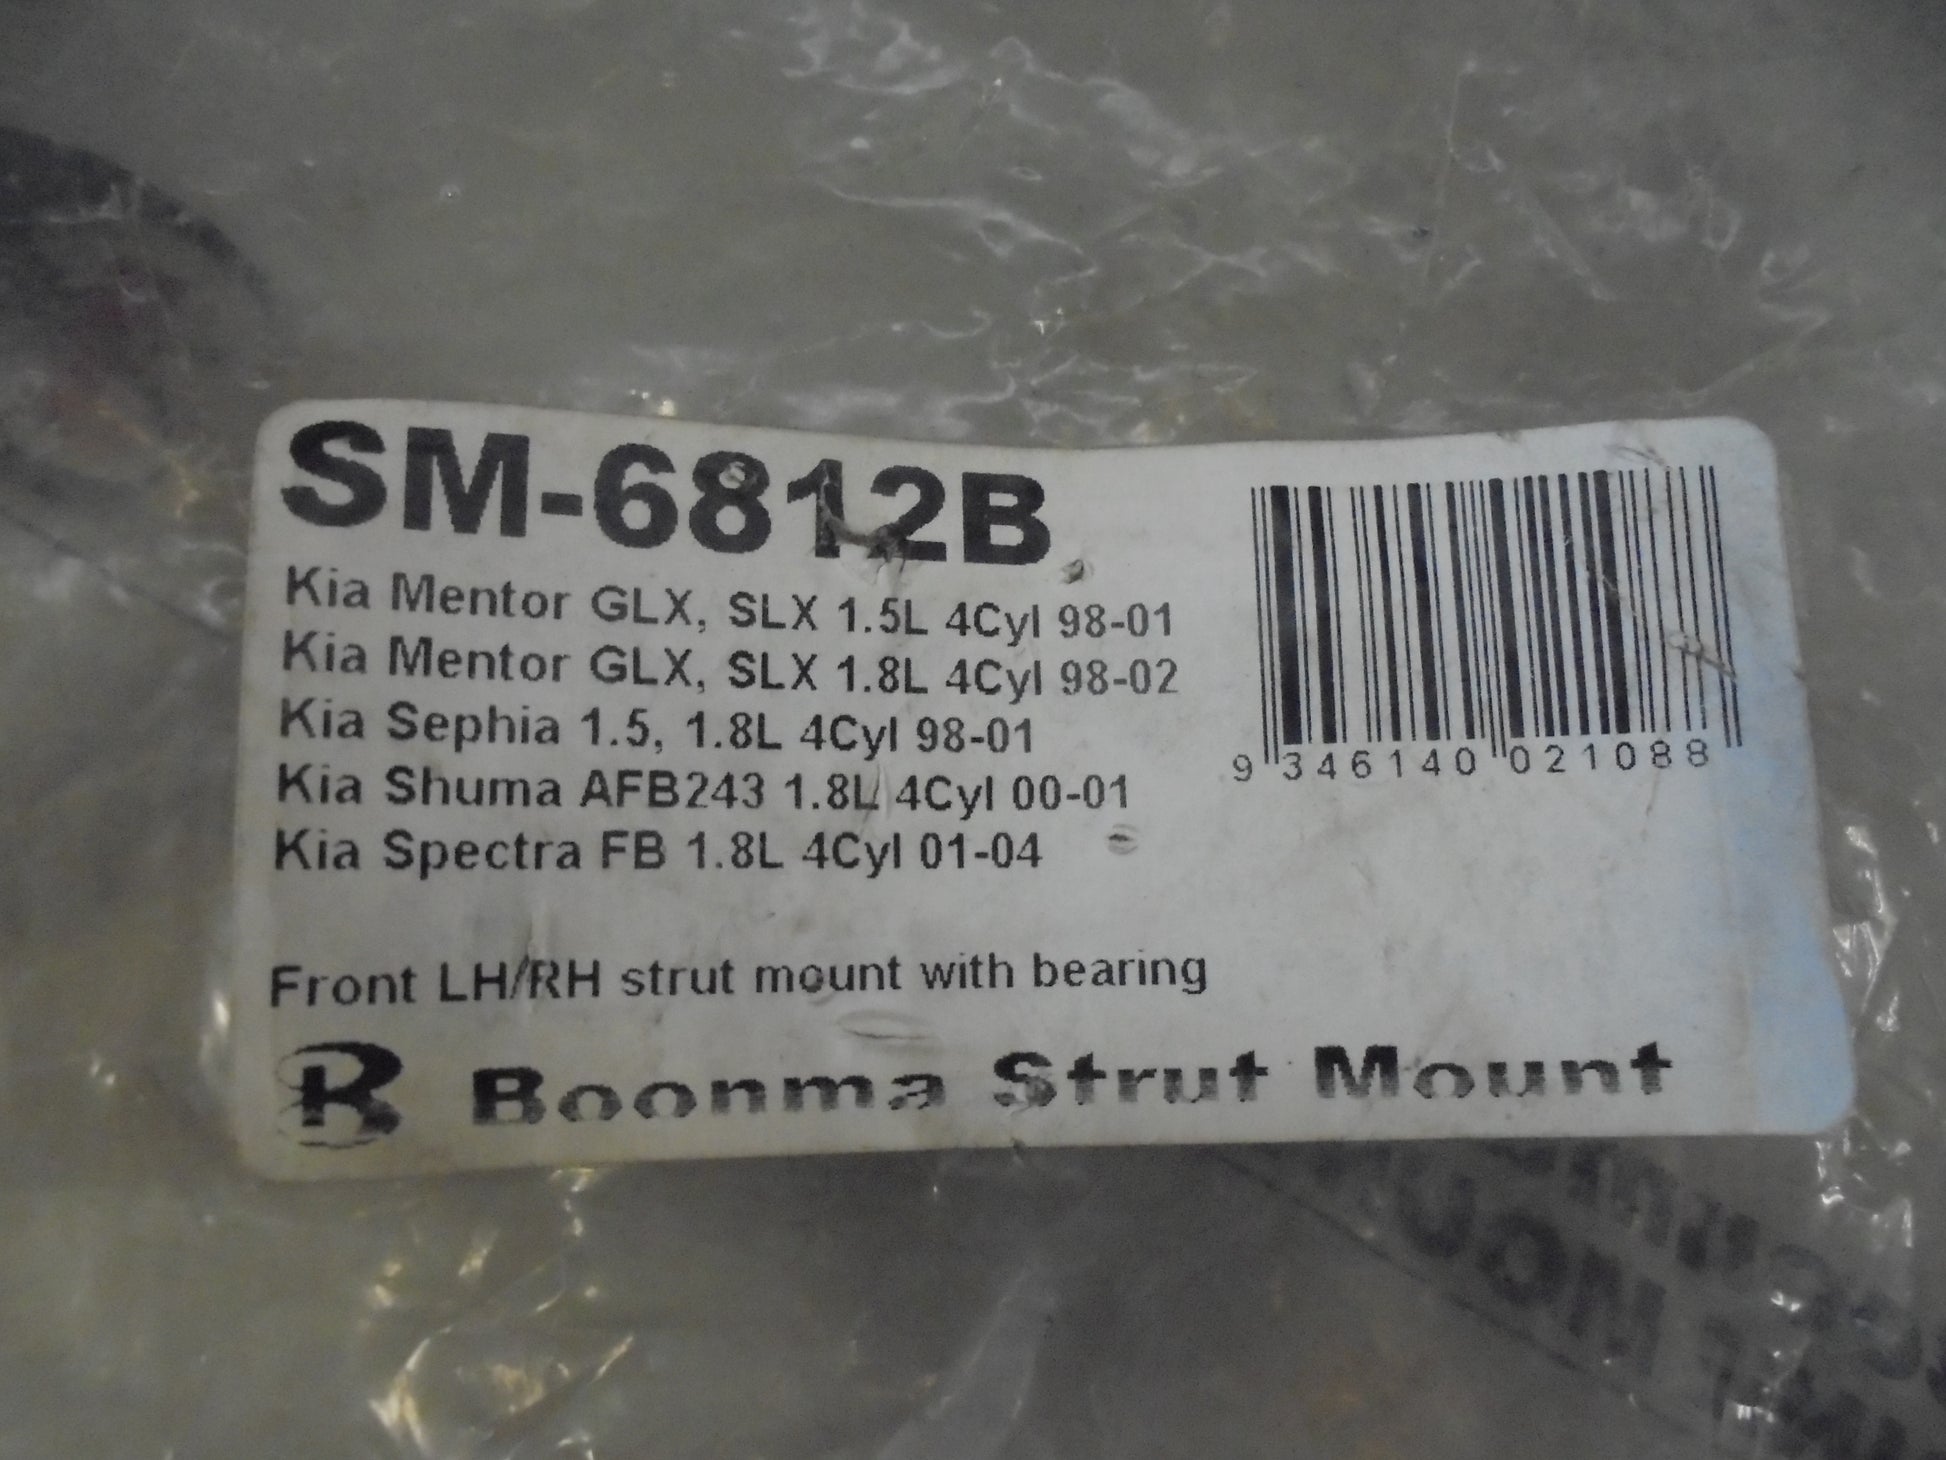 SM-6812B
Kia Mentor GLX, SLX 1.5L 4Cyl 98-01
Kia Mentor GLX, SLX 1.8L 4Cyl 98-02
Kia Sephia 1.5, 1.8L 4Cyl 98-01
Kia Shuma AFB243 1.8L 4Cyl 00-01
Kia Spectra FB 1.8L 4Cyl 01-04
9 346140 021088
Front LH/RH strut mount with bearing
Boonma Strut Mount